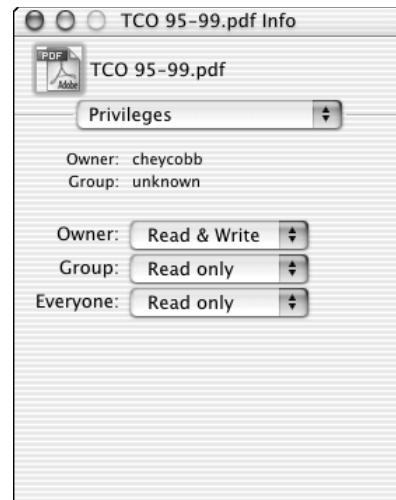 TCO 95-99.pdf Info
PDF
Adobe
TCO 95-99.pdf
Privileges
Owner: cheycobb
Group: unknown
Owner: Read & Write
Group: Read only
Everyone: Read only